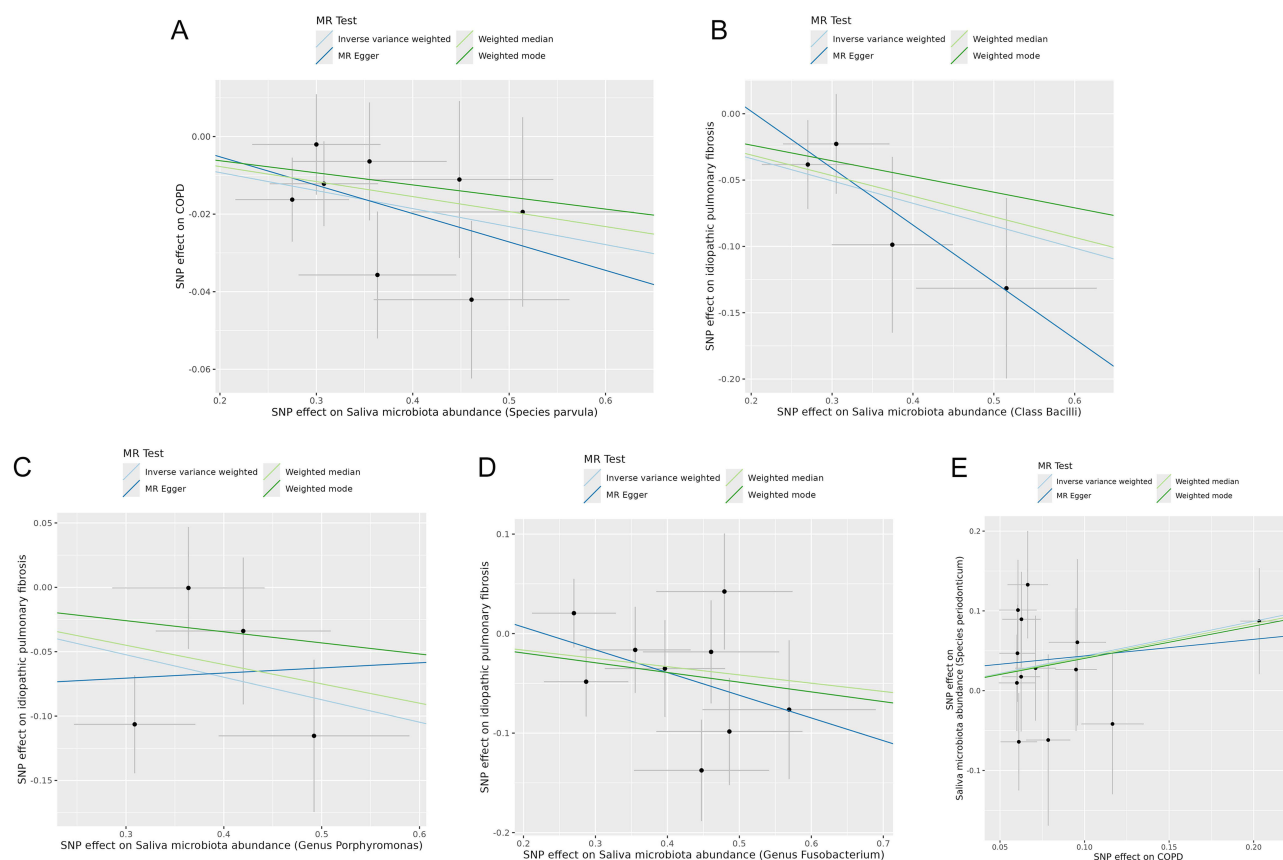 A
MR Test
Inverse variance weighted
Weighted median
MR Egger
Weighted mode
SNP effect on COPD
0.00
-0.02
-0.04
-0.06
0.2
0.3
0.4
0.5
0.6
SNP effect on Saliva microbiota abundance (Species parvula)
B
MR Test
Inverse variance weighted
Weighted median
MR Egger
Weighted mode
SNP effect on idiopathic pulmonary fibrosis
0.00
-0.05
-0.10
-0.15
-0.20
0.2
0.3
0.4
0.5
0.6
SNP effect on Saliva microbiota abundance (Class Bacilli)
C
MR Test
Inverse variance weighted
Weighted median
MR Egger
Weighted mode
SNP effect on idiopathic pulmonary fibrosis
0.05
0.00
-0.05
-0.10
-0.15
0.3
0.4
0.5
0.6
SNP effect on Saliva microbiota abundance (Genus Porphyromonas)
D
MR Test
Inverse variance weighted
Weighted median
MR Egger
Weighted mode
SNP effect on idiopathic pulmonary fibrosis
0.1
0.0
-0.1
-0.2
0.2
0.3
0.4
0.5
0.6
0.7
SNP effect on Saliva microbiota abundance (Genus Fusobacterium)
E
MR Test
Inverse variance weighted
Weighted median
MR Egger
Weighted mode
SNP effect on
Saliva microbiota abundance (Species periodonticum)
0.2
0.1
0.0
-0.1
0.05
0.10
0.15
0.20
SNP effect on COPD